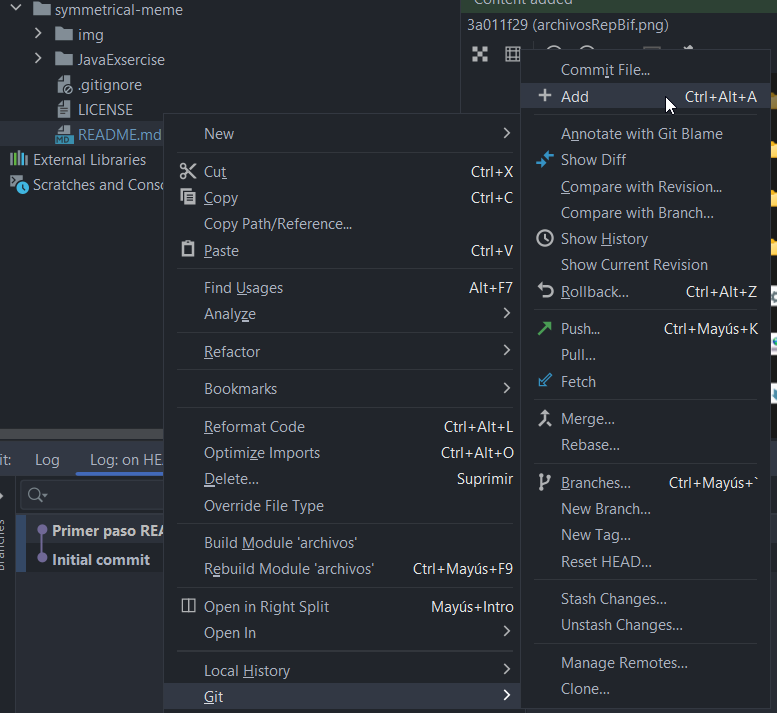 Content added
symmetrical-meme
3a011f29 (archivosRepBif.png)
img
JavaExsercise
.gitignore
LICENSE
README.md
External Libraries
Scratches and Conso
New
Cut Ctrl+X
Copy Ctrl+C
Copy Path/Reference...
Paste Ctrl+V
Find Usages Alt+F7
Analyze
Refactor
Bookmarks
Reformat Code Ctrl+Alt+L
Optimize Imports Ctrl+Alt+O
Delete... Suprimir
Override File Type
Build Module 'archivos'
Rebuild Module 'archivos' Ctrl+Mayús+F9
Open in Right Split Mayús+Intro
Open In
Local History
Git
Commit File...
Add Ctrl+Alt+A
Annotate with Git Blame
Show Diff
Compare with Revision...
Compare with Branch...
Show History
Show Current Revision
Rollback... Ctrl+Alt+Z
Push... Ctrl+Mayús+K
Pull...
Fetch
Merge...
Rebase...
Branches... Ctrl+Mayús+`
New Branch...
New Tag...
Reset HEAD...
Stash Changes...
Unstash Changes...
Manage Remotes...
Clone...
it: Log Log: on HE
Primer paso REA
Initial commit